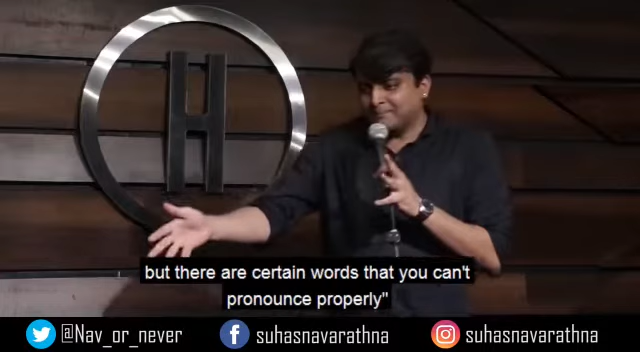 H
but there are certain words that you can't
pronounce properly"
@Nav_or_never suhasnavarathna suhasnavarathna